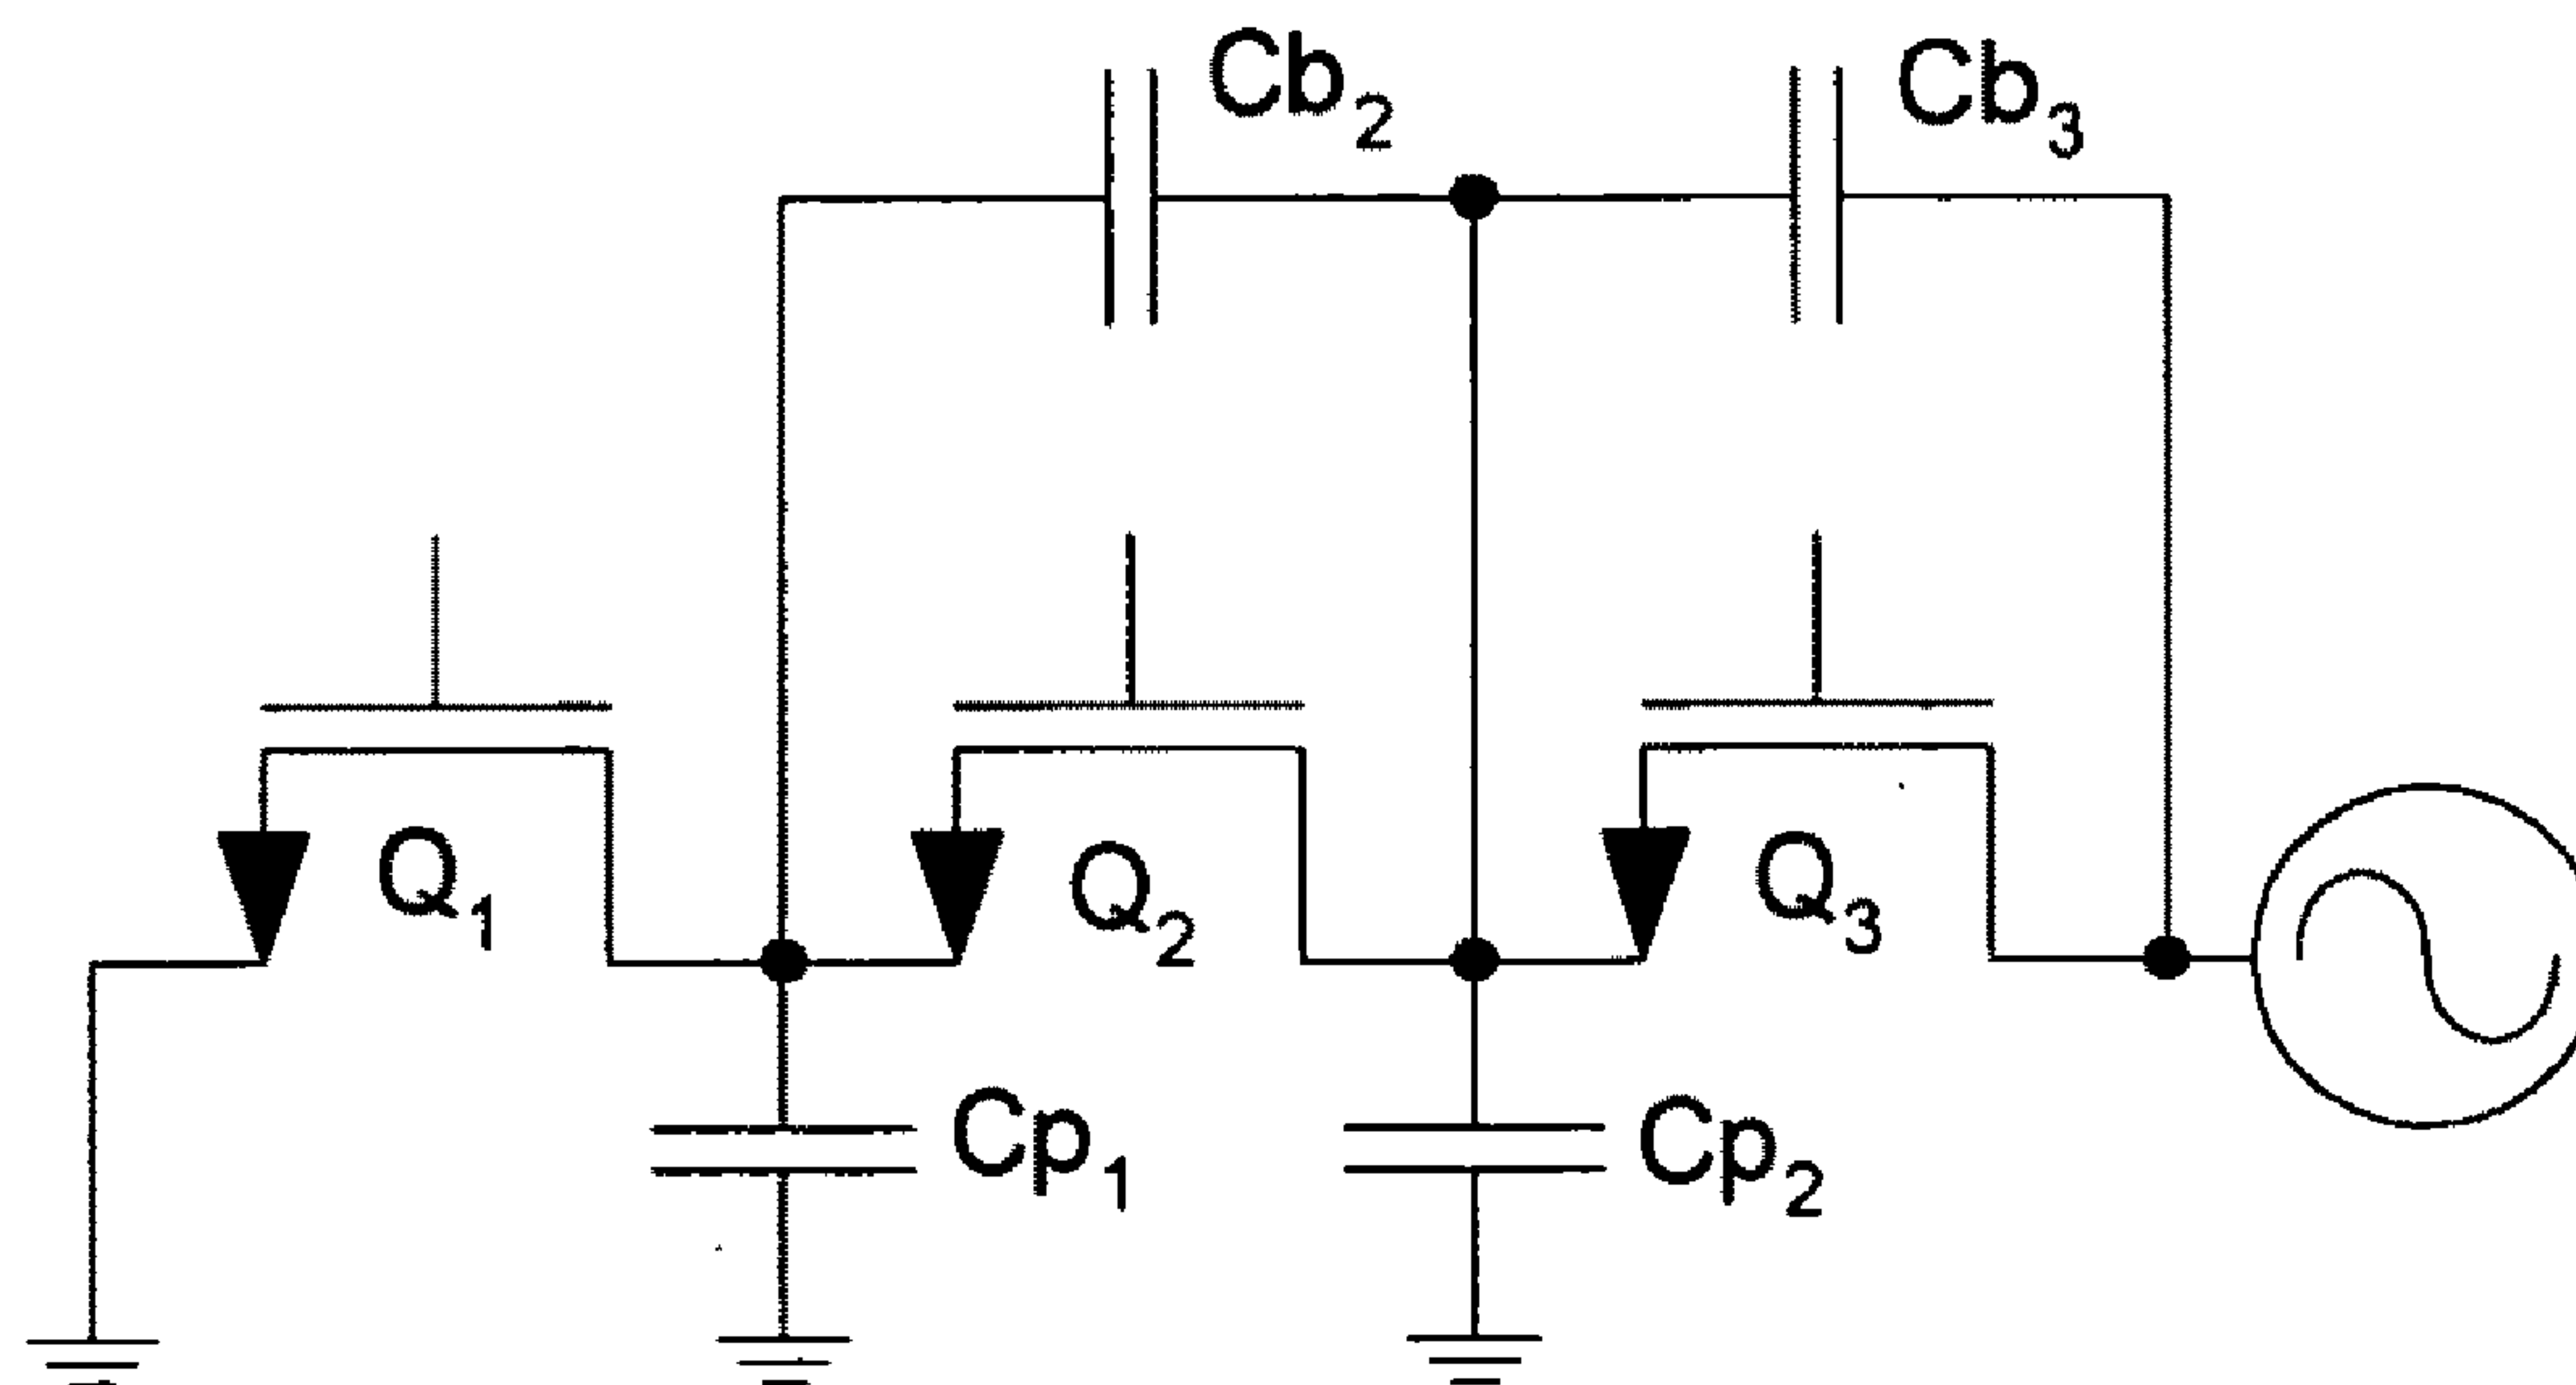 Cb₂
Cb₃
Q₁
Q₂
Q₃
Cp₁
Cp₂